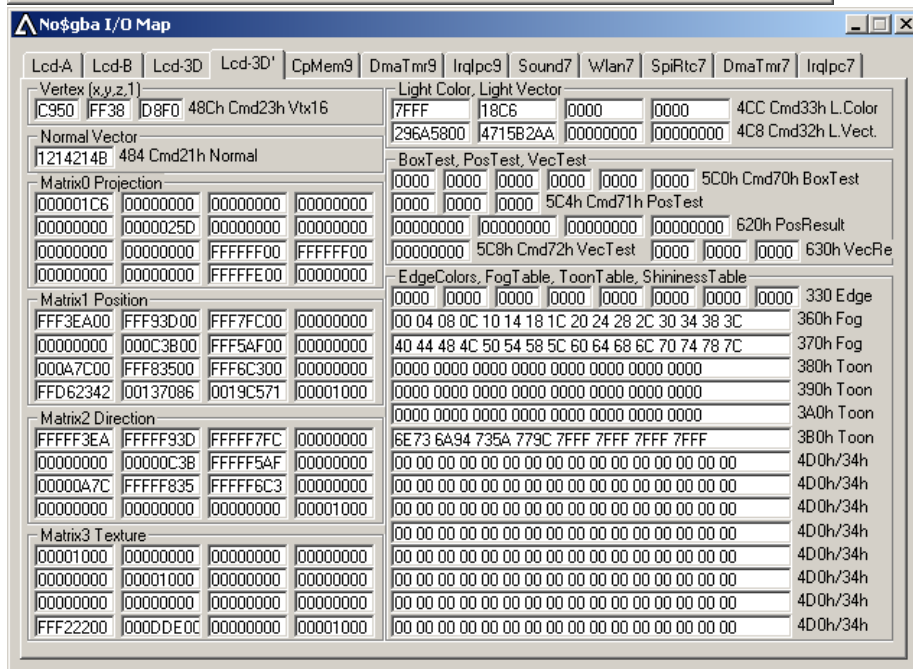 No$gba I/O Map
Lcd-A Lcd-B Lcd-3D Lcd-3D' CpMem9 DmaTmr9 IrqIpc9 Sound7 Wlan7 SpiRtc7 DmaTmr7 IrqIpc7
Vertex (x,y,z,1)
C950 FF38 D8F0 48Ch Cmd23h Vtx16
Normal Vector
1214214B 484 Cmd21h Normal
Matrix0 Projection
000001C6 00000000 00000000 00000000
00000000 0000025D 00000000 00000000
00000000 00000000 FFFFFF00 FFFFFF00
00000000 00000000 FFFFFE00 00000000
Matrix1 Position
FFF3EA00 FFF93D00 FFF7FC00 00000000
00000000 000C3B00 FFF5AF00 00000000
000A7C00 FFF83500 FFF6C300 00000000
FFD62342 00137086 0019C571 00001000
Matrix2 Direction
FFFFF3EA FFFFF93D FFFFF7FC 00000000
00000000 00000C3B FFFFF5AF 00000000
00000A7C FFFFF835 FFFFF6C3 00000000
00000000 00000000 00000000 00001000
Matrix3 Texture
00001000 00000000 00000000 00000000
00000000 00001000 00000000 00000000
00000000 00000000 00000000 00000000
FFF22200 000DDE00 00000000 00001000
Light Color, Light Vector
7FFF 18C6 0000 0000 4CC Cmd33h L.Color
296A5800 4715B2AA 00000000 00000000 4C8 Cmd32h L.Vect.
BoxTest, PosTest, VecTest
0000 0000 0000 0000 0000 0000 5C0h Cmd70h BoxTest
0000 0000 0000 5C4h Cmd71h PosTest
00000000 00000000 00000000 00000000 620h PosResult
00000000 5C8h Cmd72h VecTest 0000 0000 0000 630h VecRe
EdgeColors, FogTable, ToonTable, ShininessTable
0000 0000 0000 0000 0000 0000 0000 0000 330 Edge
00 04 08 0C 10 14 18 1C 20 24 28 2C 30 34 38 3C 360h Fog
40 44 48 4C 50 54 58 5C 60 64 68 6C 70 74 78 7C 370h Fog
0000 0000 0000 0000 0000 0000 0000 0000 380h Toon
0000 0000 0000 0000 0000 0000 0000 0000 390h Toon
0000 0000 0000 0000 0000 0000 0000 0000 3A0h Toon
6E73 6A94 735A 779C 7FFF 7FFF 7FFF 7FFF 3B0h Toon
00 00 00 00 00 00 00 00 00 00 00 00 00 00 00 00 4D0h/34h
00 00 00 00 00 00 00 00 00 00 00 00 00 00 00 00 4D0h/34h
00 00 00 00 00 00 00 00 00 00 00 00 00 00 00 00 4D0h/34h
00 00 00 00 00 00 00 00 00 00 00 00 00 00 00 00 4D0h/34h
00 00 00 00 00 00 00 00 00 00 00 00 00 00 00 00 4D0h/34h
00 00 00 00 00 00 00 00 00 00 00 00 00 00 00 00 4D0h/34h
00 00 00 00 00 00 00 00 00 00 00 00 00 00 00 00 4D0h/34h
00 00 00 00 00 00 00 00 00 00 00 00 00 00 00 00 4D0h/34h